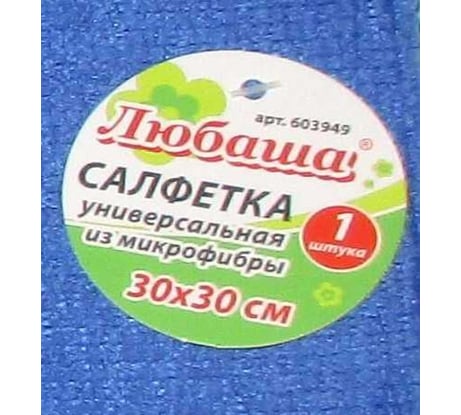 арт. 603949
Любаша®
САЛФЕТКА
универсальная
из микрофибры
1
штука
30х30 см